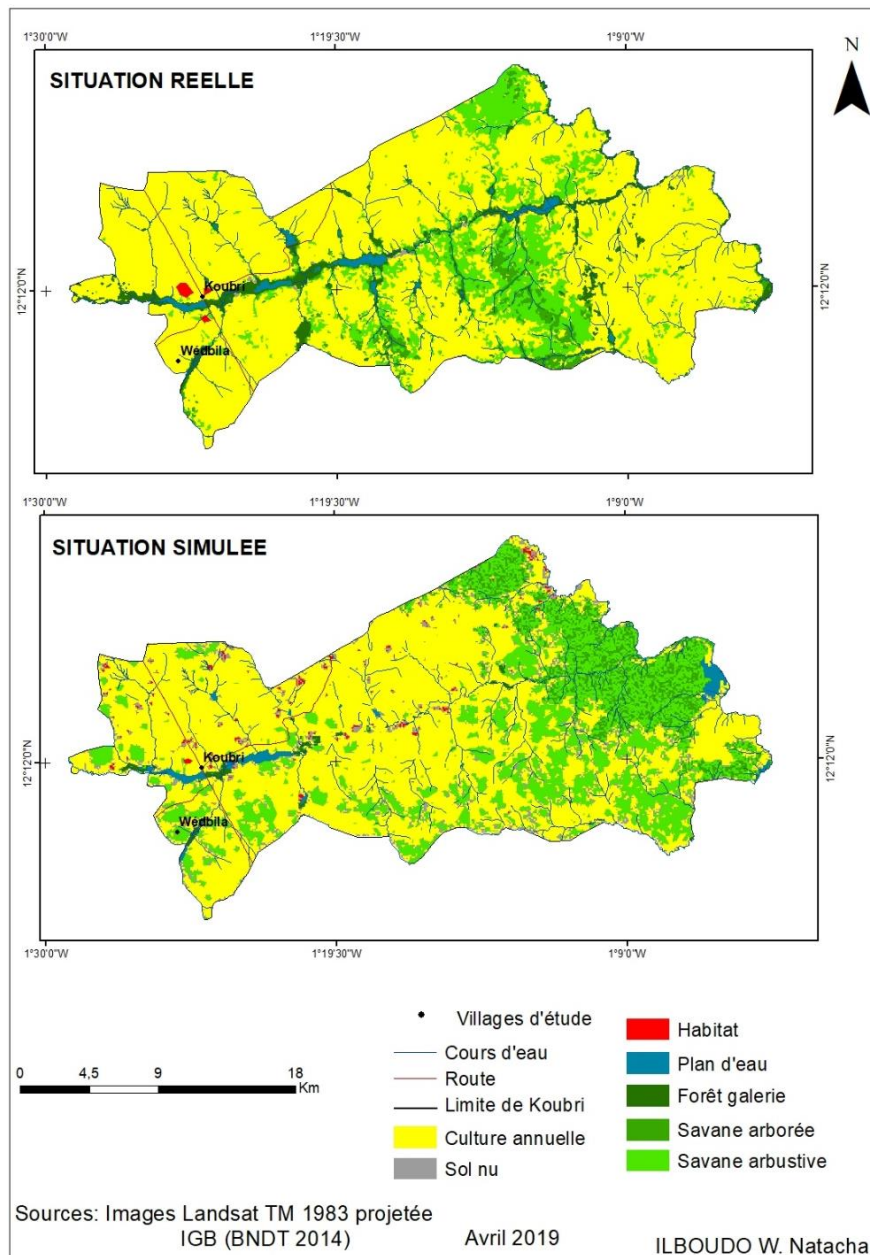 1°30'0"W 1°19'30"W 1°9'0"W
N
SITUATION REELLE
12°12'0"N
12°12'0"N
Koubri
Wedbila
1°30'0"W 1°19'30"W 1°9'0"W
1°30'0"W 1°19'30"W 1°9'0"W
SITUATION SIMULEE
12°12'0"N
12°12'0"N
Koubri
Wedbila
1°30'0"W 1°19'30"W 1°9'0"W
Villages d'étude
Cours d'eau
Route
Limite de Koubri
Culture annuelle
Sol nu
Habitat
Plan d'eau
Forêt galerie
Savane arborée
Savane arbustive
0 4,5 9 18
Km
Sources: Images Landsat TM 1983 projetée
IGB (BNDT 2014) Avril 2019 ILBOUDO W. Natacha